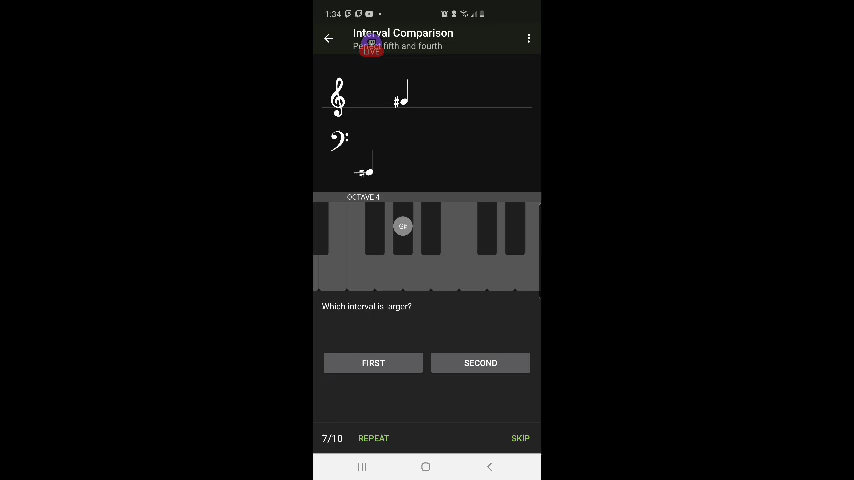 1:34
Interval Comparison
Perfect fifth and fourth
LIVE
OCTAVE 4
G#
Which interval is larger?
FIRST SECOND
7/10 REPEAT SKIP